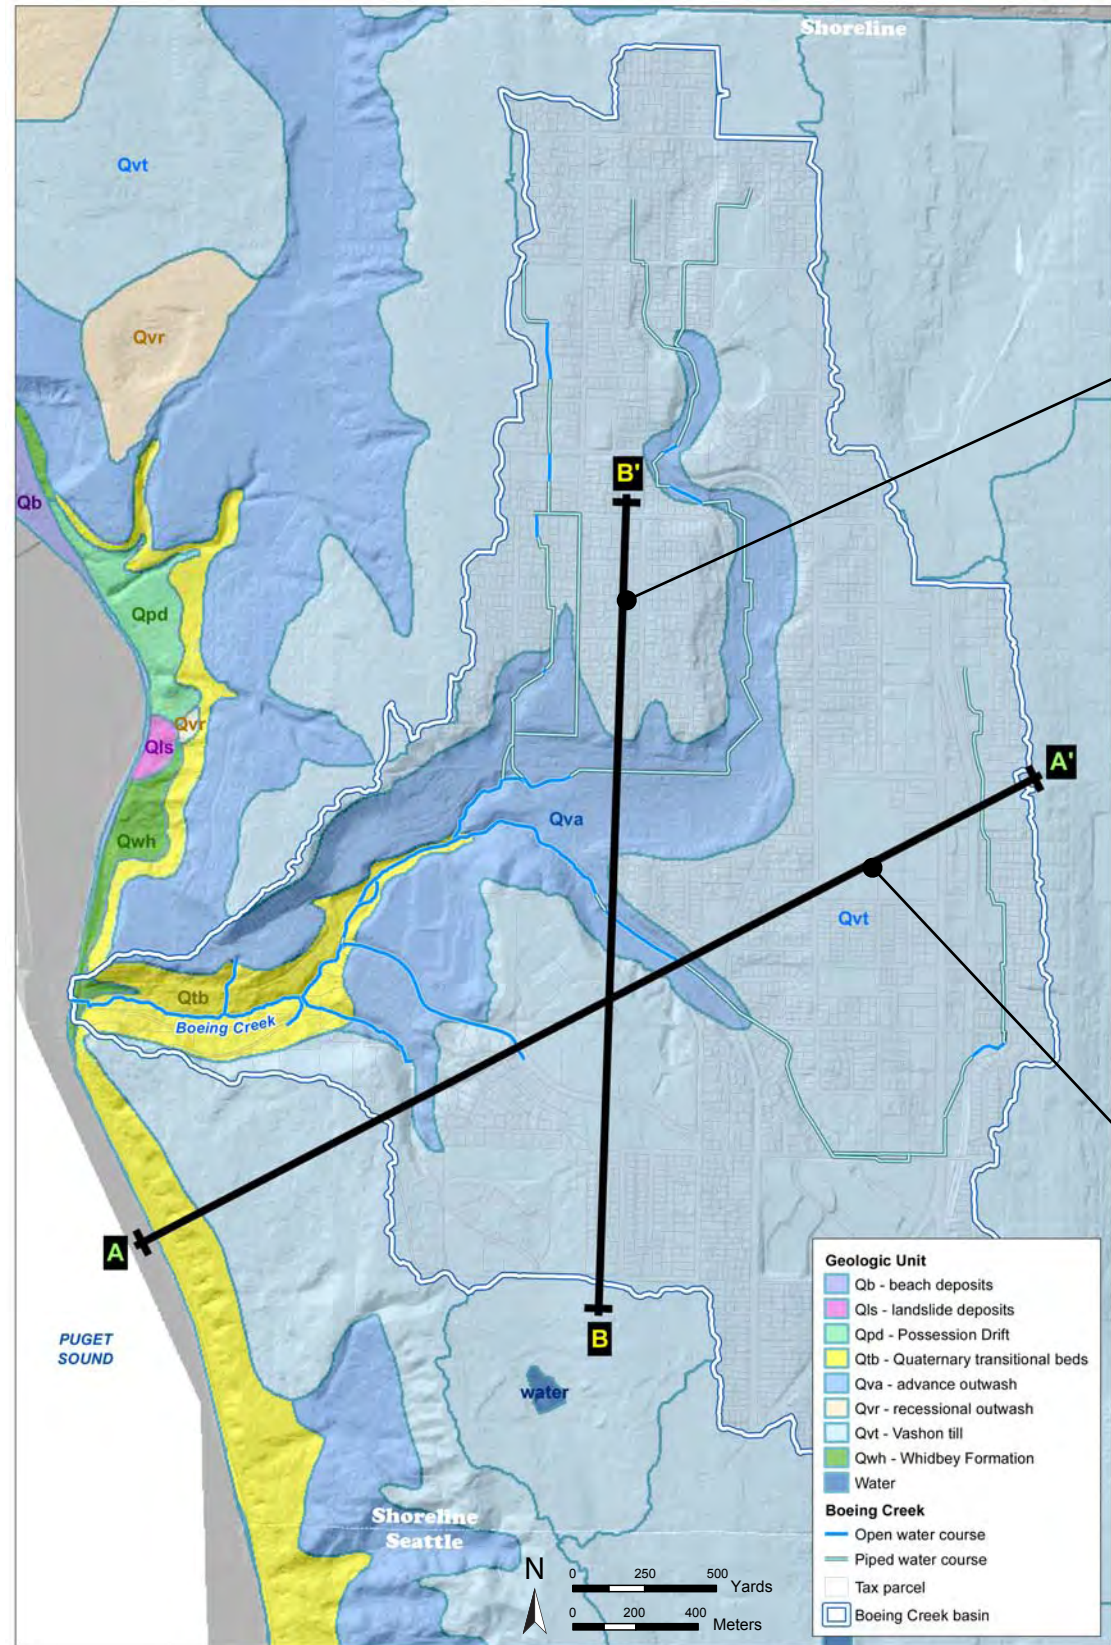 Shoreline
Qvt
Qvr
B'
Qb
Qpd
Qvr
Qls
A'
Qva
Qwh
Qvt
Qtb
Boeing Creek
A
B
PUGET
SOUND
water
Shoreline
Seattle
N
0 250 500
Yards
0 200 400
Meters
Geologic Unit
Qb - beach deposits
Qls - landslide deposits
Qpd - Possession Drift
Qtb - Quaternary transitional beds
Qva - advance outwash
Qvr - recessional outwash
Qvt - Vashon till
Qwh - Whidbey Formation
Water
Boeing Creek
Open water course
Piped water course
Tax parcel
Boeing Creek basin